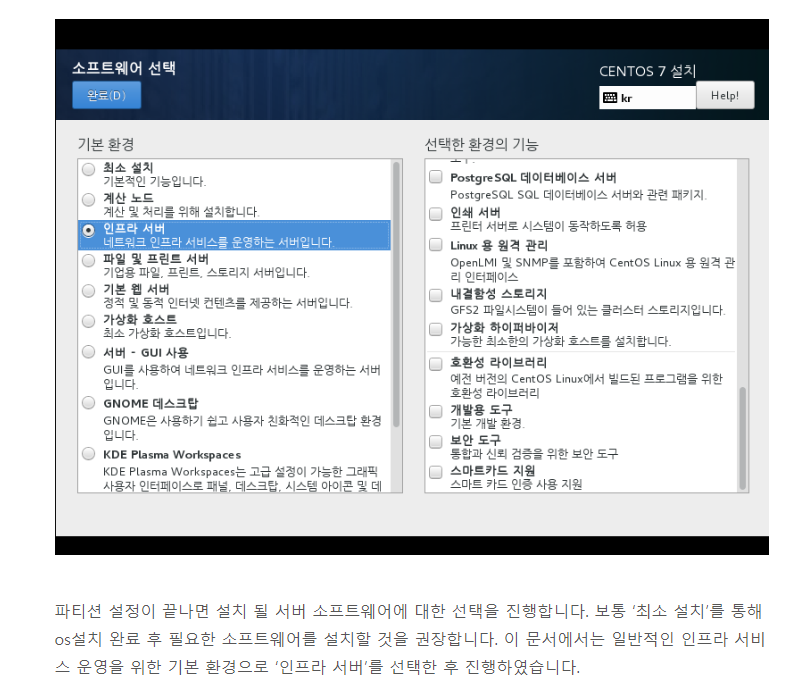 소프트웨어 선택
완료(D)
CENTOS 7 설치
kr
Help!
기본 환경
최소 설치
기본적인 기능입니다.
계산 노드
계산 및 처리를 위해 설치합니다.
인프라 서버
네트워크 인프라 서비스를 운영하는 서버입니다.
파일 및 프린트 서버
기업용 파일, 프린트, 스토리지 서버입니다.
기본 웹 서버
정적 및 동적 인터넷 컨텐츠를 제공하는 서버입니다.
가상화 호스트
최소 가상화 호스트입니다.
서버 - GUI 사용
GUI를 사용하여 네트워크 인프라 서비스를 운영하는 서버
입니다.
GNOME 데스크탑
GNOME은 사용하기 쉽고 사용자 친화적인 데스크탑 환경
입니다.
KDE Plasma Workspaces
KDE Plasma Workspaces는 고급 설정이 가능한 그래픽
사용자 인터페이스로 패널, 데스크탑, 시스템 아이콘 및 데
선택한 환경의 기능
PostgreSQL 데이터베이스 서버
PostgreSQL SQL 데이터베이스 서버와 관련 패키지.
인쇄 서버
프린터 서버로 시스템이 동작하도록 허용
Linux 용 원격 관리
OpenLMI 및 SNMP를 포함하여 CentOS Linux 용 원격 관
리 인터페이스
내결함성 스토리지
GFS2 파일시스템이 들어 있는 클러스터 스토리지입니다.
가상화 하이퍼바이저
가능한 최소한의 가상화 호스트를 설치합니다.
호환성 라이브러리
예전 버전의 CentOS Linux에서 빌드된 프로그램을 위한
호환성 라이브러리
개발용 도구
기본 개발 환경.
보안 도구
통합과 신뢰 검증을 위한 보안 도구
스마트카드 지원
스마트 카드 인증 사용 지원
파티션 설정이 끝나면 설치 될 서버 소프트웨어에 대한 선택을 진행합니다. 보통 '최소 설치'를 통해
os설치 완료 후 필요한 소프트웨어를 설치할 것을 권장합니다. 이 문서에서는 일반적인 인프라 서비
스 운영을 위한 기본 환경으로 '인프라 서버'를 선택한 후 진행하였습니다.